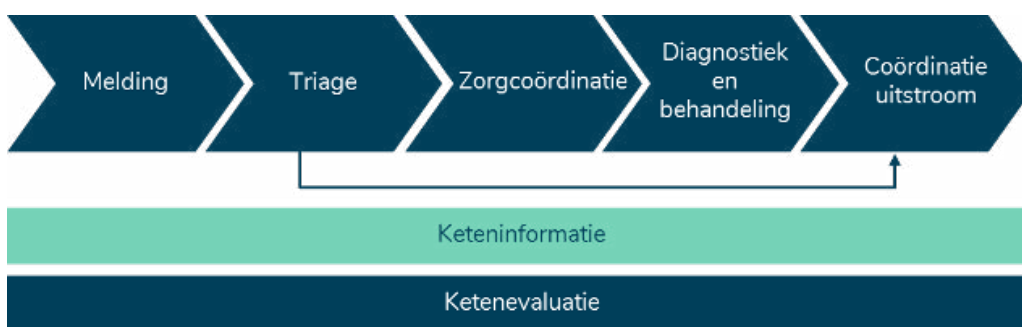 Melding
Triage
Zorgcoördinatie
Diagnostiek
en
behandeling
Coördinatie
uitstroom
Keteninformatie
Ketenevaluatie